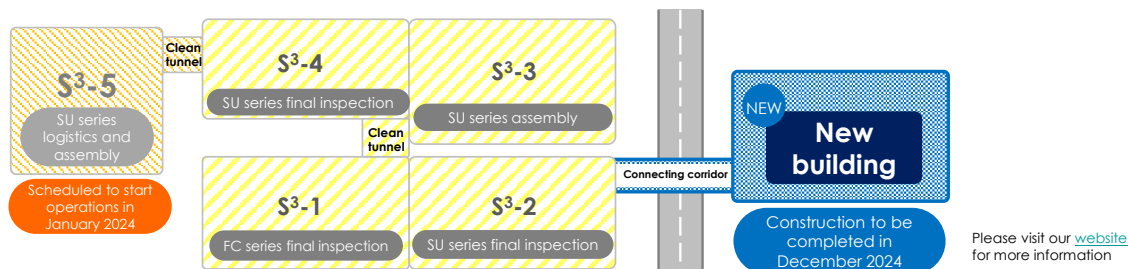 S³-5
SU series
logistics and
assembly
Scheduled to start
operations in
January 2024
Clean
tunnel
S³-4
SU series final inspection
S³-3
SU series assembly
Clean
tunnel
S³-1
FC series final inspection
S³-2
SU series final inspection
Connecting corridor
NEW
New
building
Construction to be
completed in
December 2024
Please visit our website
for more information